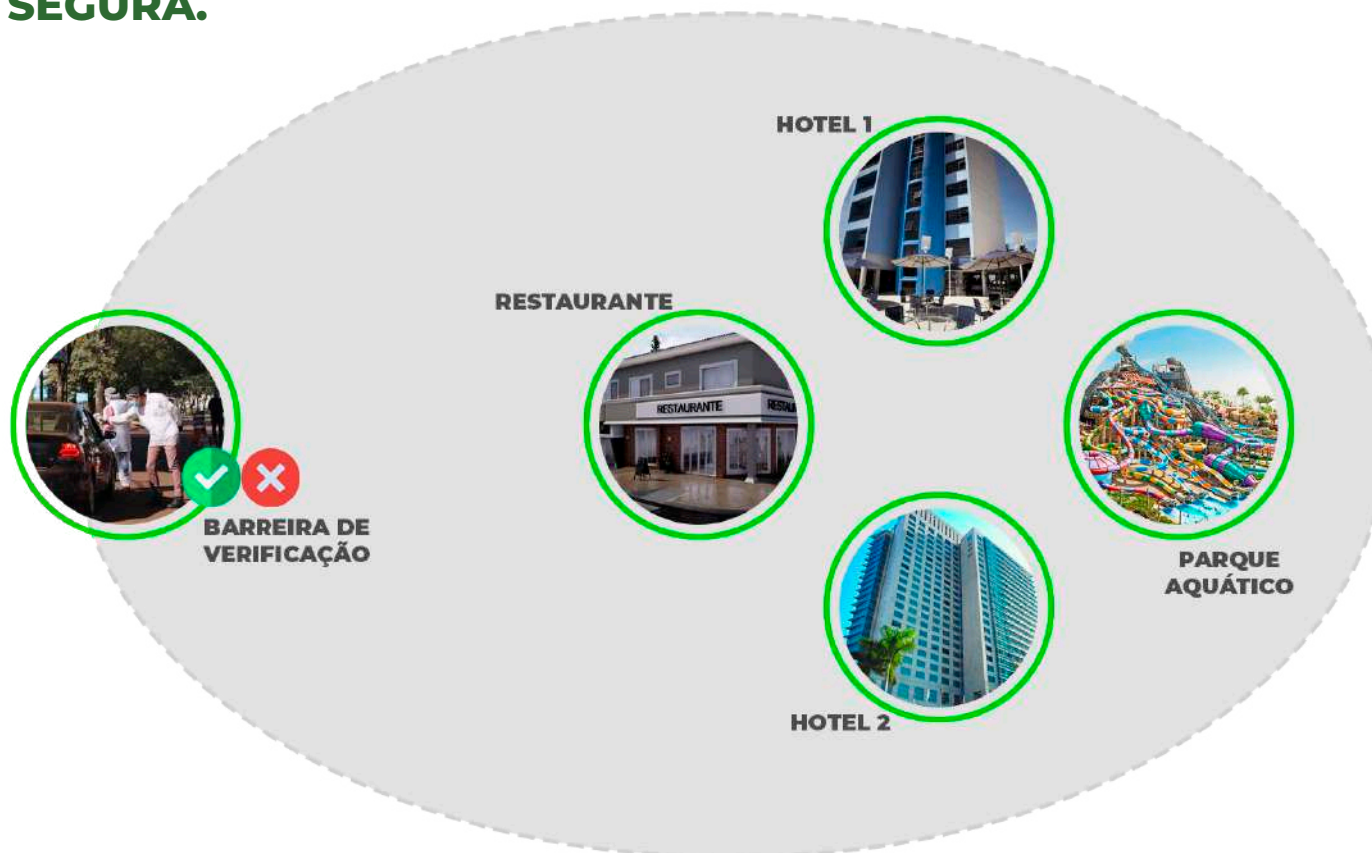 SEGURA.
HOTEL 1
RESTAURANTE
RESTAURANTE
BARREIRA DE
VERIFICAÇÃO
PARQUE
AQUÁTICO
HOTEL 2